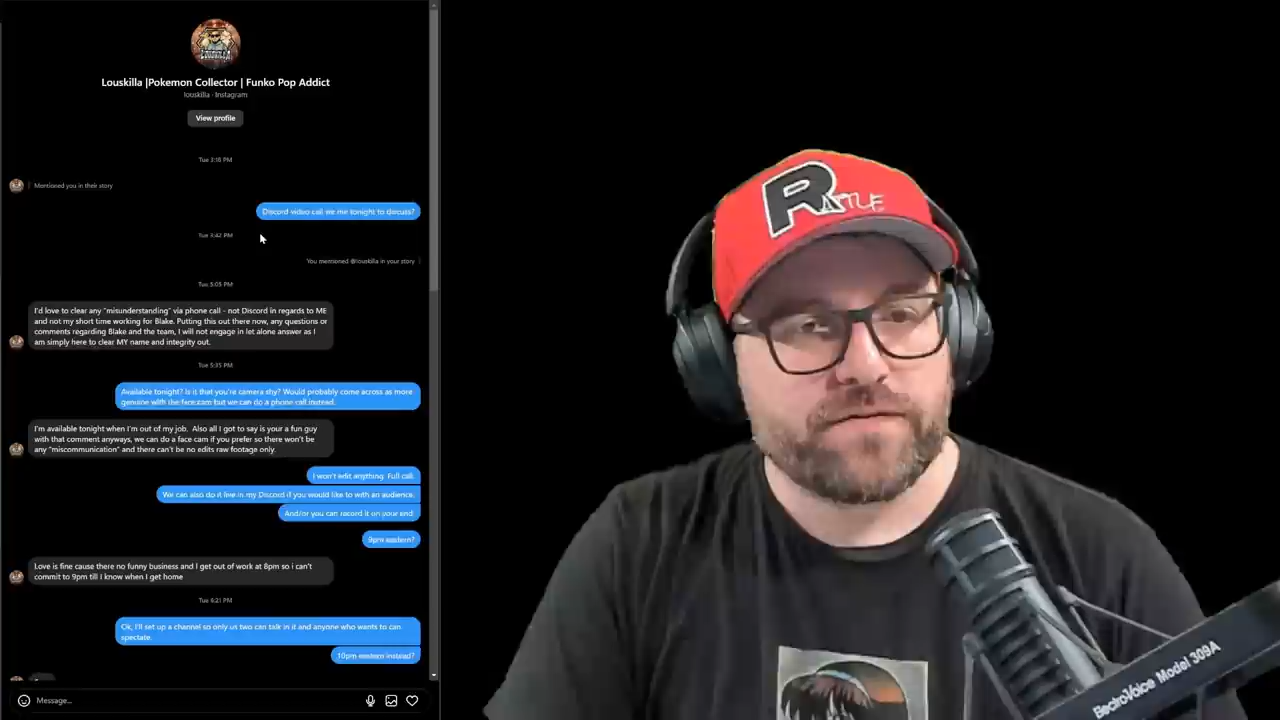 Louskilla |Pokemon Collector | Funko Pop Addict
louskilla · Instagram
View profile
Tue 3:18 PM
Mentioned you in their story
Discord video call we me tonight to discuss?
Tue 3:42 PM
You mentioned @louskilla in your story
Tue 5:05 PM
I'd love to clear any "misunderstanding" via phone call - not Discord in regards to ME
and not my short time working for Blake. Putting this out there now, any questions or
comments regarding Blake and the team, I will not engage in let alone answer as I
am simply here to clear MY name and integrity out.
Tue 5:35 PM
Available tonight? Is it that you're camera shy? Would probably come across as more
genuine with the face cam but we can do a phone call instead.
I'm available tonight when I'm out of my job. Also all I got to say is your a fun guy
with that comment anyways, we can do a face cam if you prefer so there won't be
any "miscommunication" and there can't be no edits raw footage only.
I won't edit anything. Full call.
We can also do it live in my Discord if you would like to with an audience.
And/or you can record it on your end.
9pm eastern?
Love is fine cause there no funny business and I get out of work at 8pm so i can't
commit to 9pm till I know when I get home
Tue 6:21 PM
Ok, I'll set up a channel so only us two can talk in it and anyone who wants to can
spectate.
10pm eastern instead?
Message...
RATTLE
ElectroVoice Model 309A